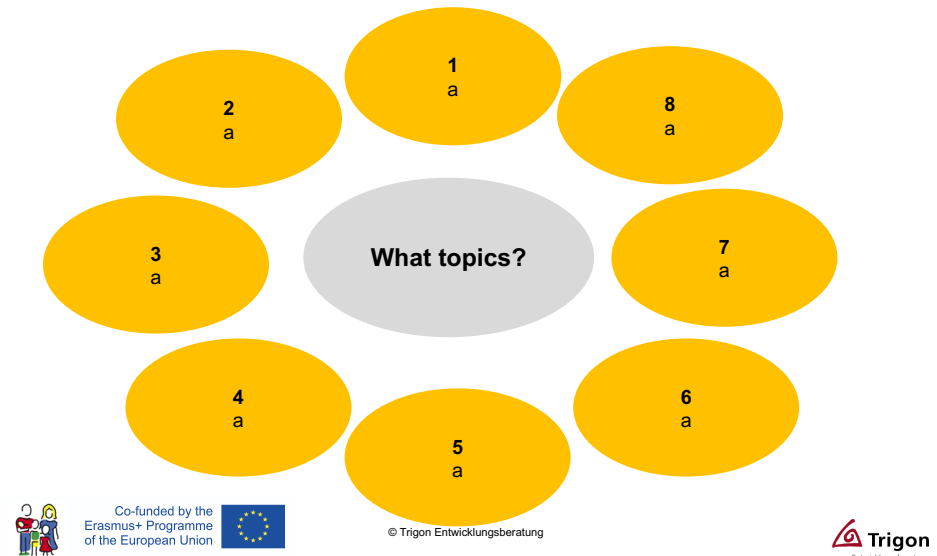 1
a
2
a
8
a
3
a
What topics?
7
a
4
a
5
a
6
a
Co-funded by the
Erasmus+ Programme
of the European Union
© Trigon Entwicklungsberatung
Trigon